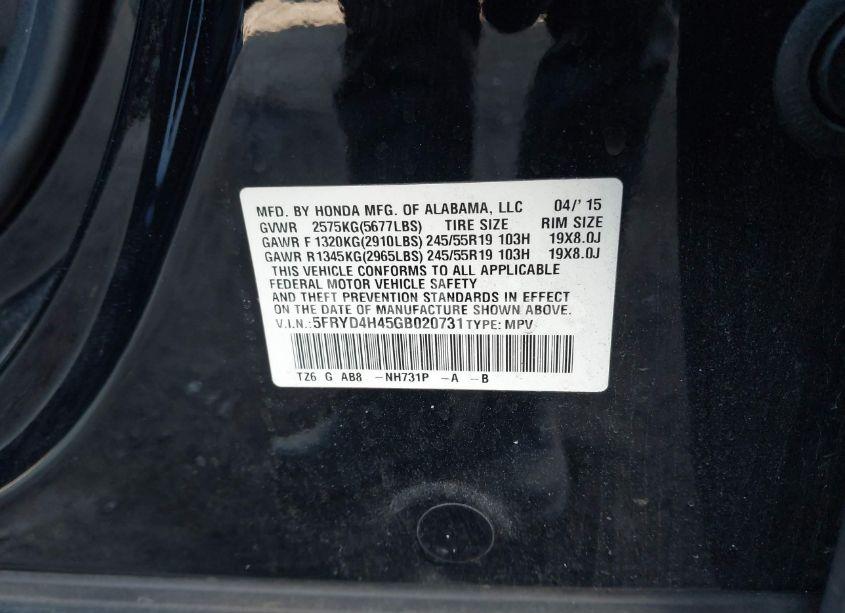 MFD. BY HONDA MFG. OF ALABAMA, LLC 04/' 15
GVWR 2575KG(5677LBS) TIRE SIZE RIM SIZE
GAWR F 1320KG(2910LBS) 245/55R19 103H 19X8.0J
GAWR R1345KG(2965LBS) 245/55R19 103H 19X8.0J
THIS VEHICLE CONFORMS TO ALL APPLICABLE
FEDERAL MOTOR VEHICLE SAFETY
AND THEFT PREVENTION STANDARDS IN EFFECT
ON THE DATE OF MANUFACTURE SHOWN ABOVE.
V.I.N.: 5FRYD4H45GB020731 TYPE: MPV
TZ6 G AB8 -NH731P -A -B